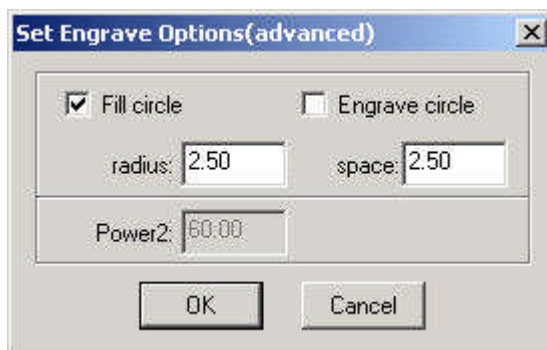 Set Engrave Options(advanced)
Fill circle Engrave circle
radius: 2.50 space: 2.50
Power2: 60.00
OK Cancel